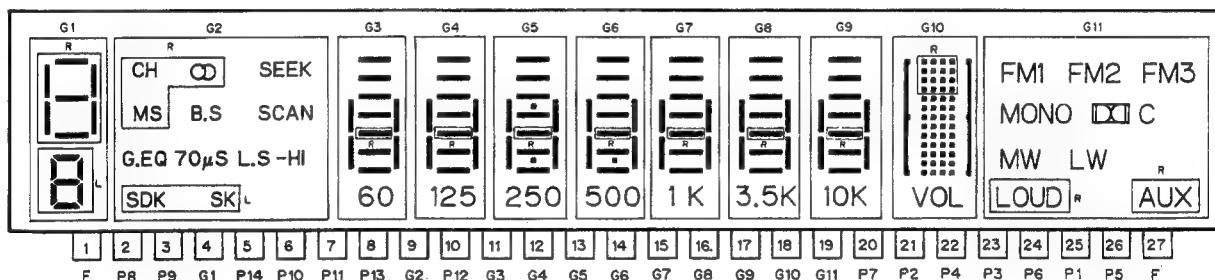 G1 G2 G3 G4 G5 G6 G7 G8 G9 G10 G11
R R R
CH SEEK FM1 FM2 FM3
MS B.S SCAN MONO C
R R R R R R R
G.EQ 70µS L.S -HI MW LW
L R
SDK SK L 60 125 250 500 1K 3.5K 10K VOL LOUD R AUX
1 2 3 4 5 6 7 8 9 10 11 12 13 14 15 16. 17 18 19 20 21 22 23 24 25 26 27
F P8 P9 G1 P14 P10 P11 P13 G2. P12 G3 G4 G5 G6 G7 G8 G9 G10 G11 P7 P2 P4 P3 P6 P1 P5 F